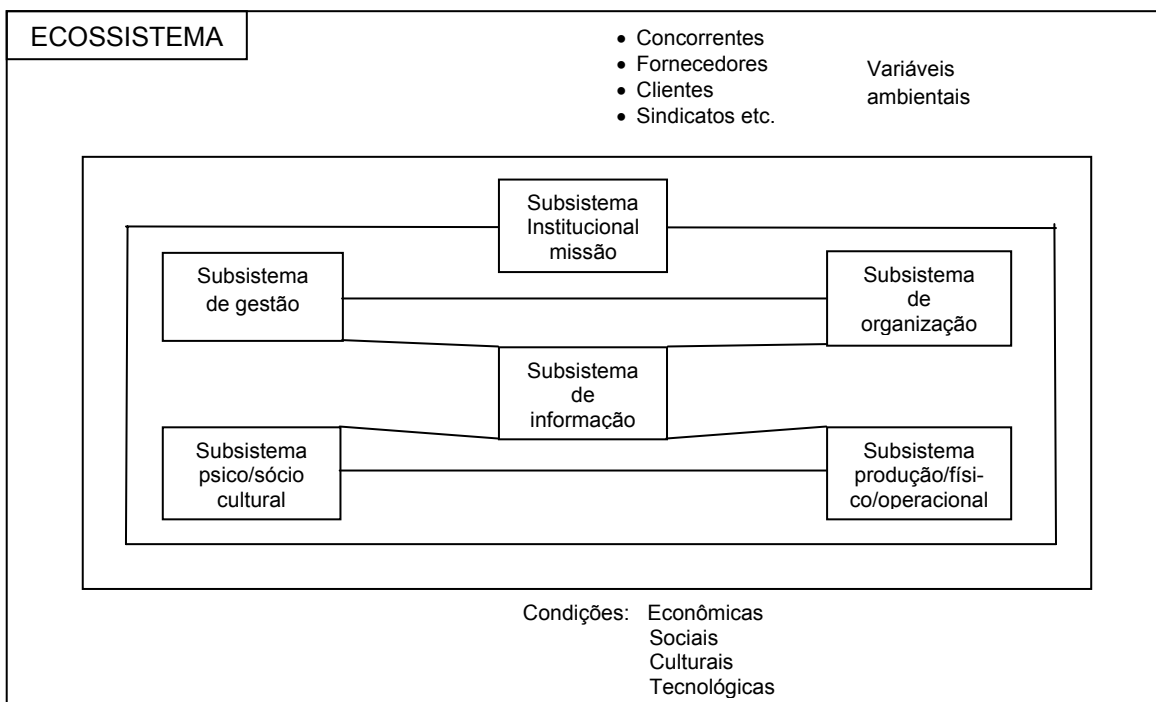 ECOSSISTEMA
• Concorrentes
• Fornecedores
• Clientes
• Sindicatos etc.
Variáveis
ambientais
Subsistema
Institucional
missão
Subsistema
de gestão
Subsistema
de
organização
Subsistema
de
informação
Subsistema
psico/sócio
cultural
Subsistema
produção/físi-
co/operacional
Condições: Econômicas
Sociais
Culturais
Tecnológicas